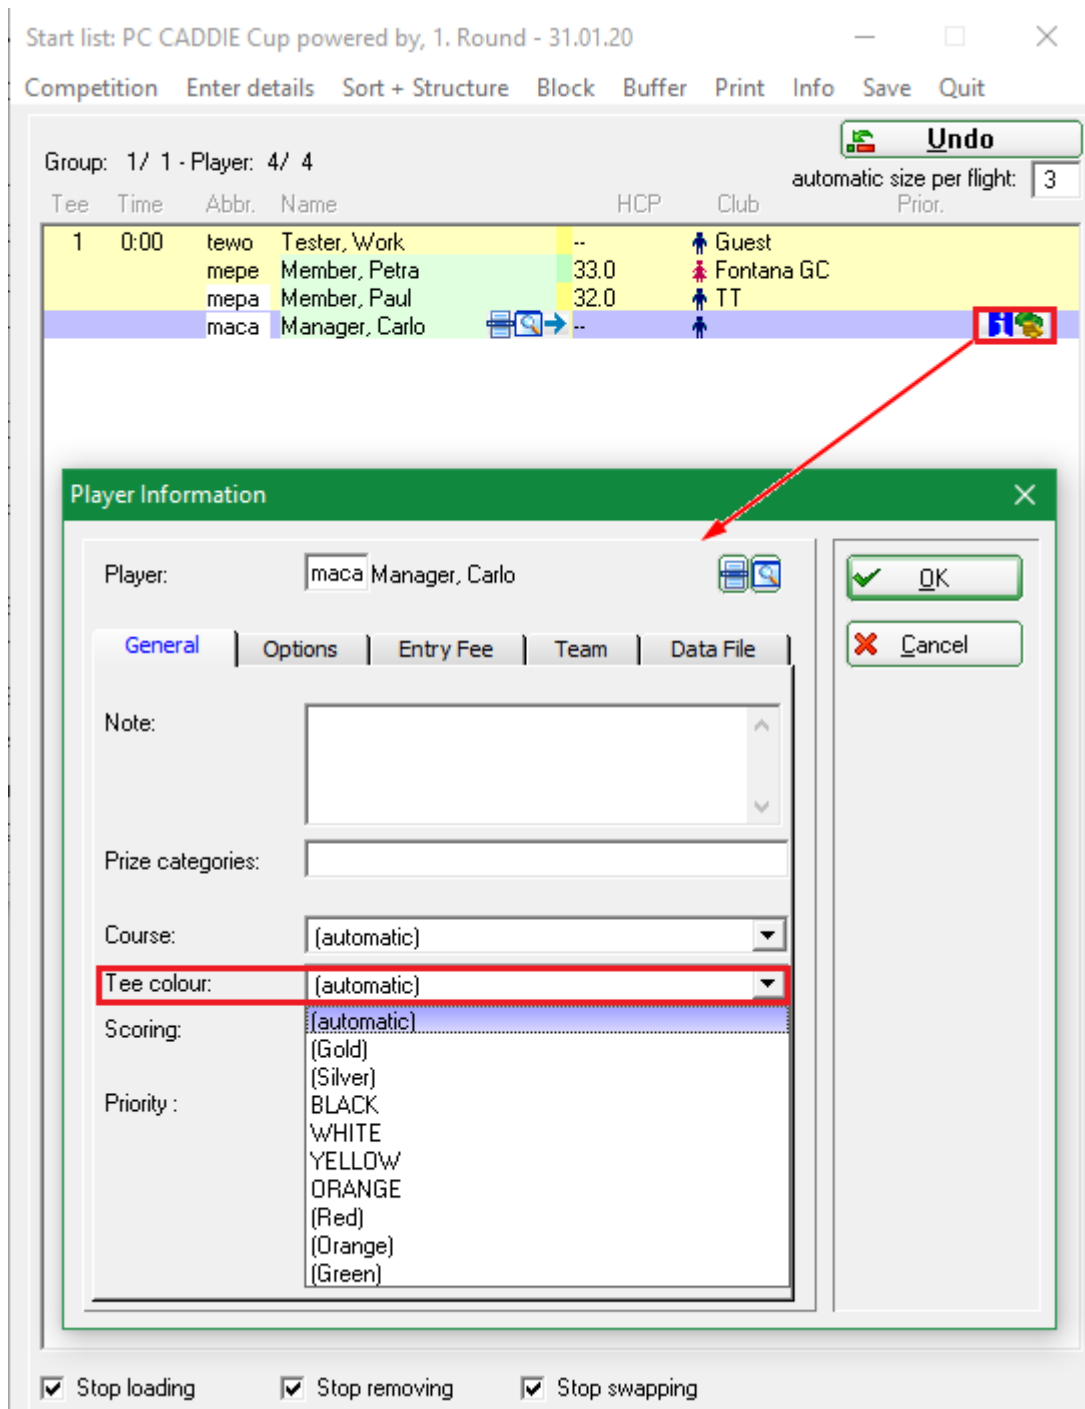 Start list: PC CADDIE Cup powered by, 1. Round - 31.01.20
Competition Enter details Sort + Structure Block Buffer Print Info Save Quit
Undo
Group: 1/ 1 - Player: 4/ 4
automatic size per flight: 3
Tee Time Abbr. Name HCP Club Prior.
1 0:00 tewo Tester, Work -- Guest
mepe Member, Petra 33.0 Fontana GC
mepa Member, Paul 32.0 TT
maca Manager, Carlo --
Player Information
Player: maca Manager, Carlo
OK
General Options Entry Fee Team Data File
Cancel
Note:
Prize categories:
Course: (automatic)
Tee colour: (automatic)
(automatic)
Scoring:
(Gold)
(Silver)
Priority : BLACK
WHITE
YELLOW
ORANGE
(Red)
(Orange)
(Green)
Stop loading Stop removing Stop swapping